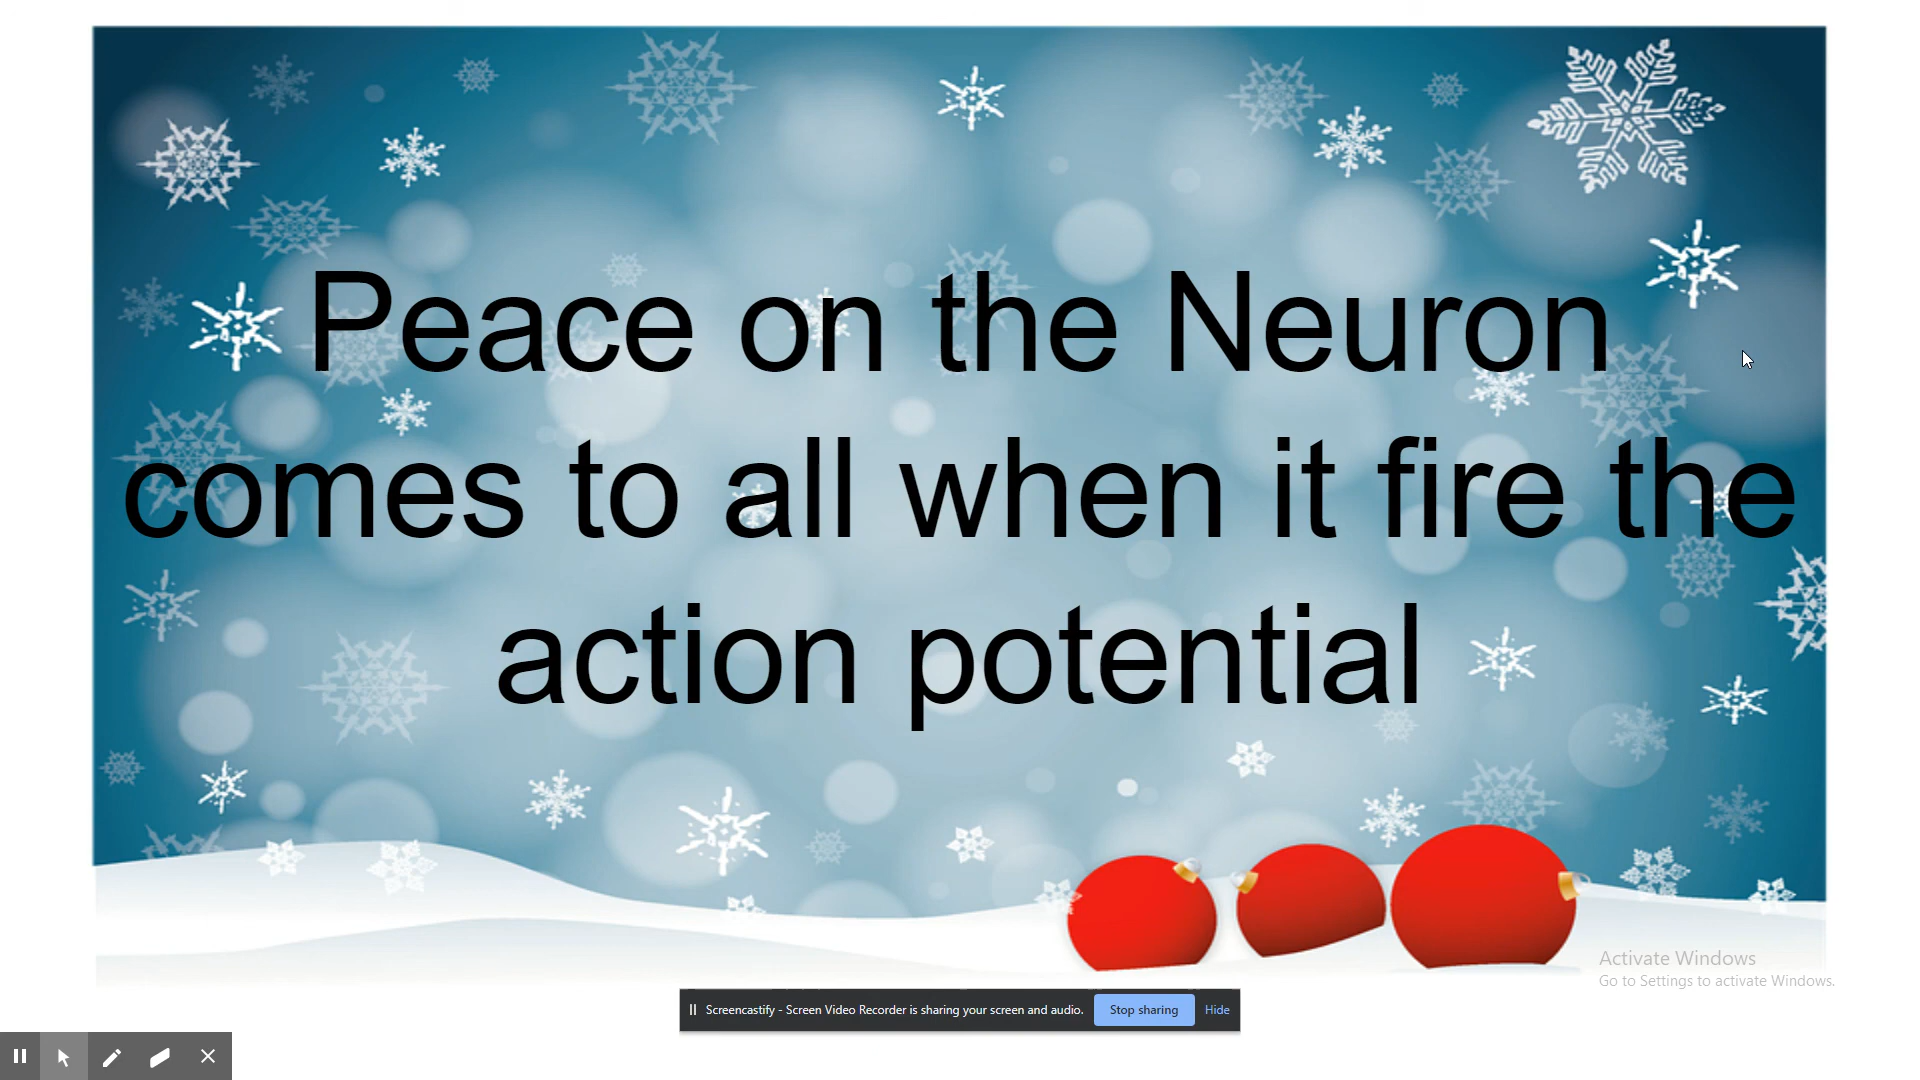 Peace on the Neuron
comes to all when it fire the
action potential
Activate Windows
Go to Settings to activate Windows.
Screencastify - Screen Video Recorder is sharing your screen and audio.
Stop sharing
Hide